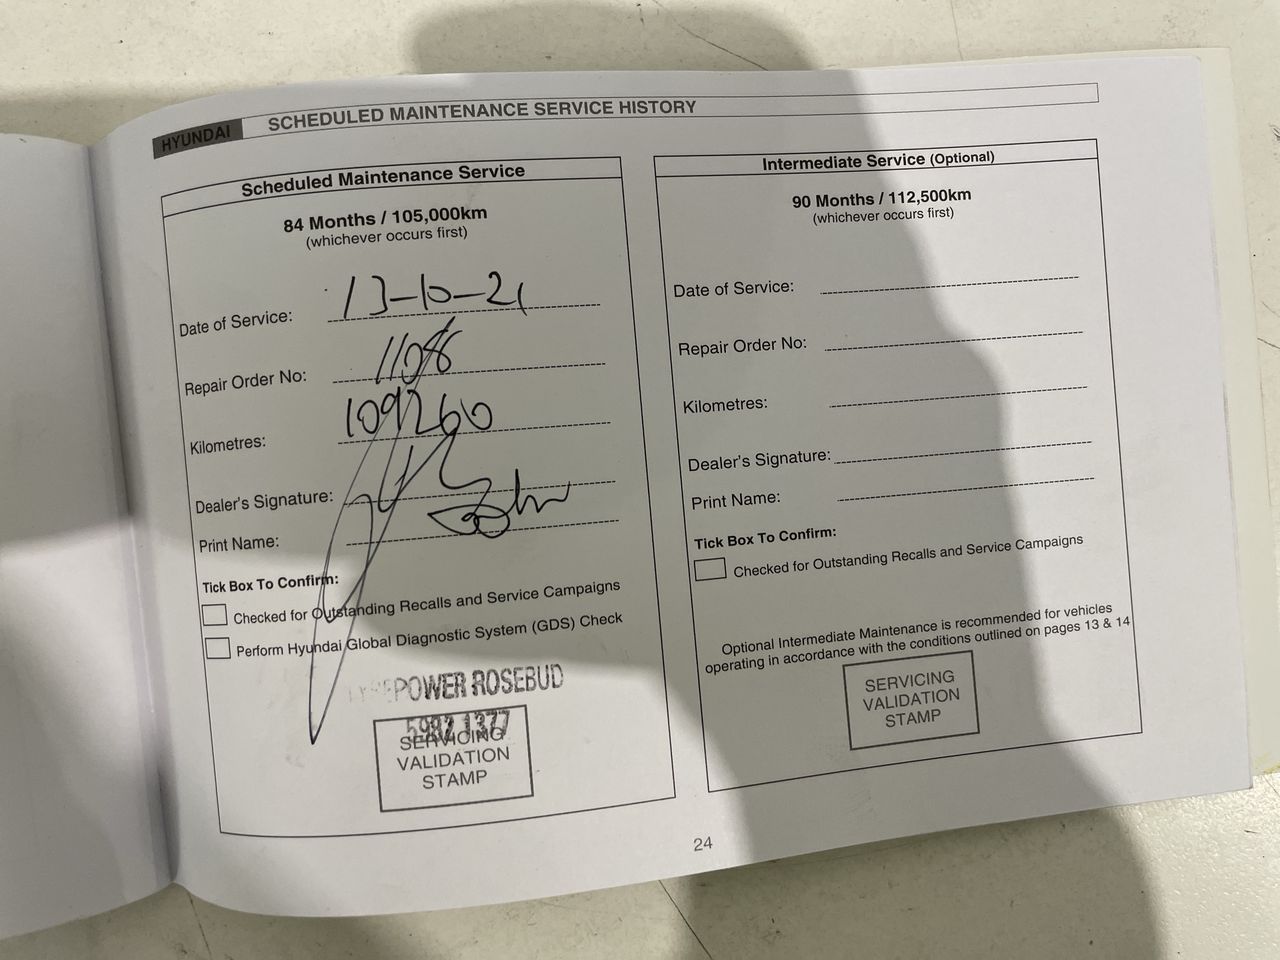 HYUNDAI SCHEDULED MAINTENANCE SERVICE HISTORY
Scheduled Maintenance Service
84 Months / 105,000km
(whichever occurs first)
Date of Service: 13-10-21
Repair Order No: 1108
Kilometres: 109260
Dealer's Signature:
Print Name: John
Tick Box To Confirm:
Checked for Outstanding Recalls and Service Campaigns
Perform Hyundai Global Diagnostic System (GDS) Check
TYREPOWER ROSEBUD
5982 1377
SERVICING
VALIDATION
STAMP
Intermediate Service (Optional)
90 Months / 112,500km
(whichever occurs first)
Date of Service:
Repair Order No:
Kilometres:
Dealer's Signature:
Print Name:
Tick Box To Confirm:
Checked for Outstanding Recalls and Service Campaigns
Optional Intermediate Maintenance is recommended for vehicles
operating in accordance with the conditions outlined on pages 13 & 14
SERVICING
VALIDATION
STAMP
24